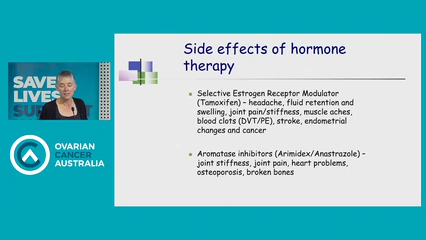 Side effects of hormone
therapy
Selective Estrogen Receptor Modulator
(Tamoxifen) – headache, fluid retention and
swelling, joint pain/stiffness, muscle aches,
blood clots (DVT/PE), stroke, endometrial
changes and cancer
Aromatase inhibitors (Arimidex/Anastrazole) –
joint stiffness, joint pain, heart problems,
osteoporosis, broken bones
SAVE
LIVES
OVARIAN
CANCER
AUSTRALIA